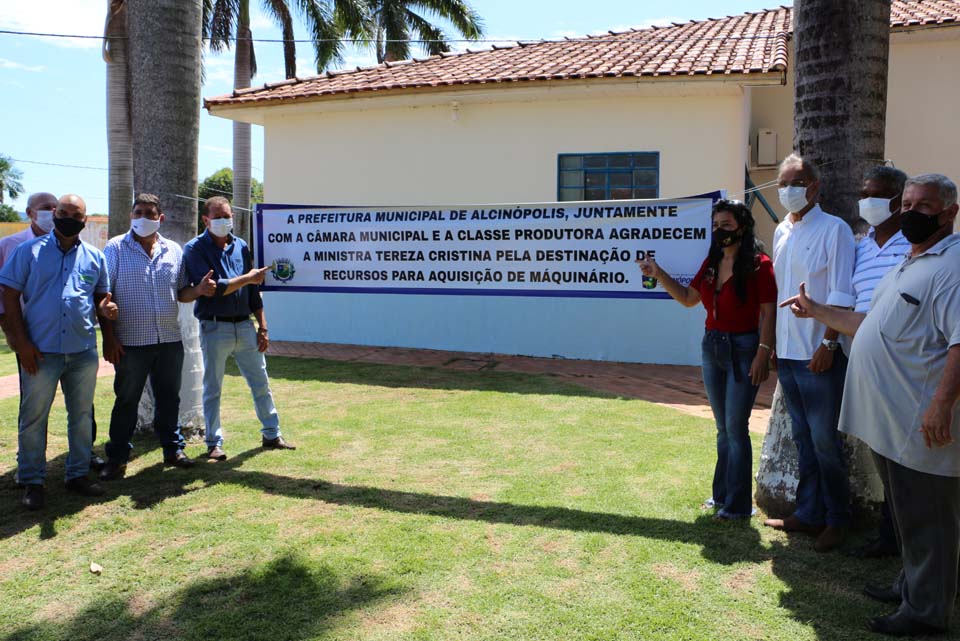 A PREFEITURA MUNICIPAL DE ALCINÓPOLIS, JUNTAMENTE
COM A CÂMARA MUNICIPAL E A CLASSE PRODUTORA AGRADECEM
A MINISTRA TEREZA CRISTINA PELA DESTINAÇÃO DE
RECURSOS PARA AQUISIÇÃO DE MÁQUINÁRIO.